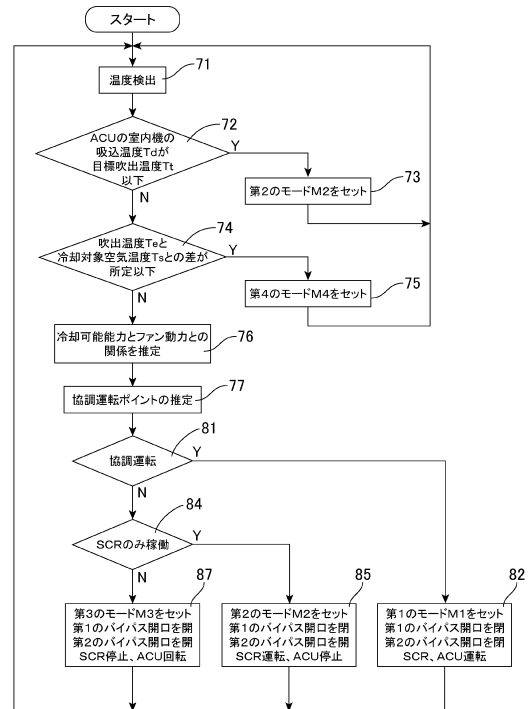 スタート
温度検出
71
72
ACUの室内機の
吸込温度Tdが
目標吹出温度Tt
以下
Y
N
第2のモードM2をセット
73
74
吹出温度Teと
冷却対象空気温度Tsとの差が
所定以下
Y
N
第4のモードM4をセット
75
冷却可能能力とファン動力との
関係を推定
76
協調運転ポイントの推定
77
81
協調運転
Y
N
84
SCRのみ稼働
Y
N
87
第3のモードM3をセット
第1のバイパス開口を開
第2のバイパス開口を開
SCR停止、ACU回転
85
第2のモードM2をセット
第1のバイパス開口を閉
第2のバイパス開口を開
SCR運転、ACU停止
82
第1のモードM1をセット
第1のバイパス開口を閉
第2のバイパス開口を閉
SCR、ACU運転